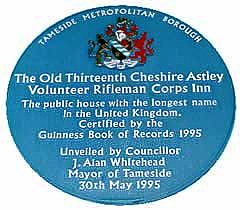 TAMESIDE METROPOLITAN BOROUGH
The Old Thirteenth Cheshire Astley
Volunteer Rifleman Corps Inn
The public house with the longest name
In the United Kingdom.
Certified by the
Guinness Book of Records 1995
Unveiled by Councillor
J. Alan Whitehead
Mayor of Tameside
30th May 1995